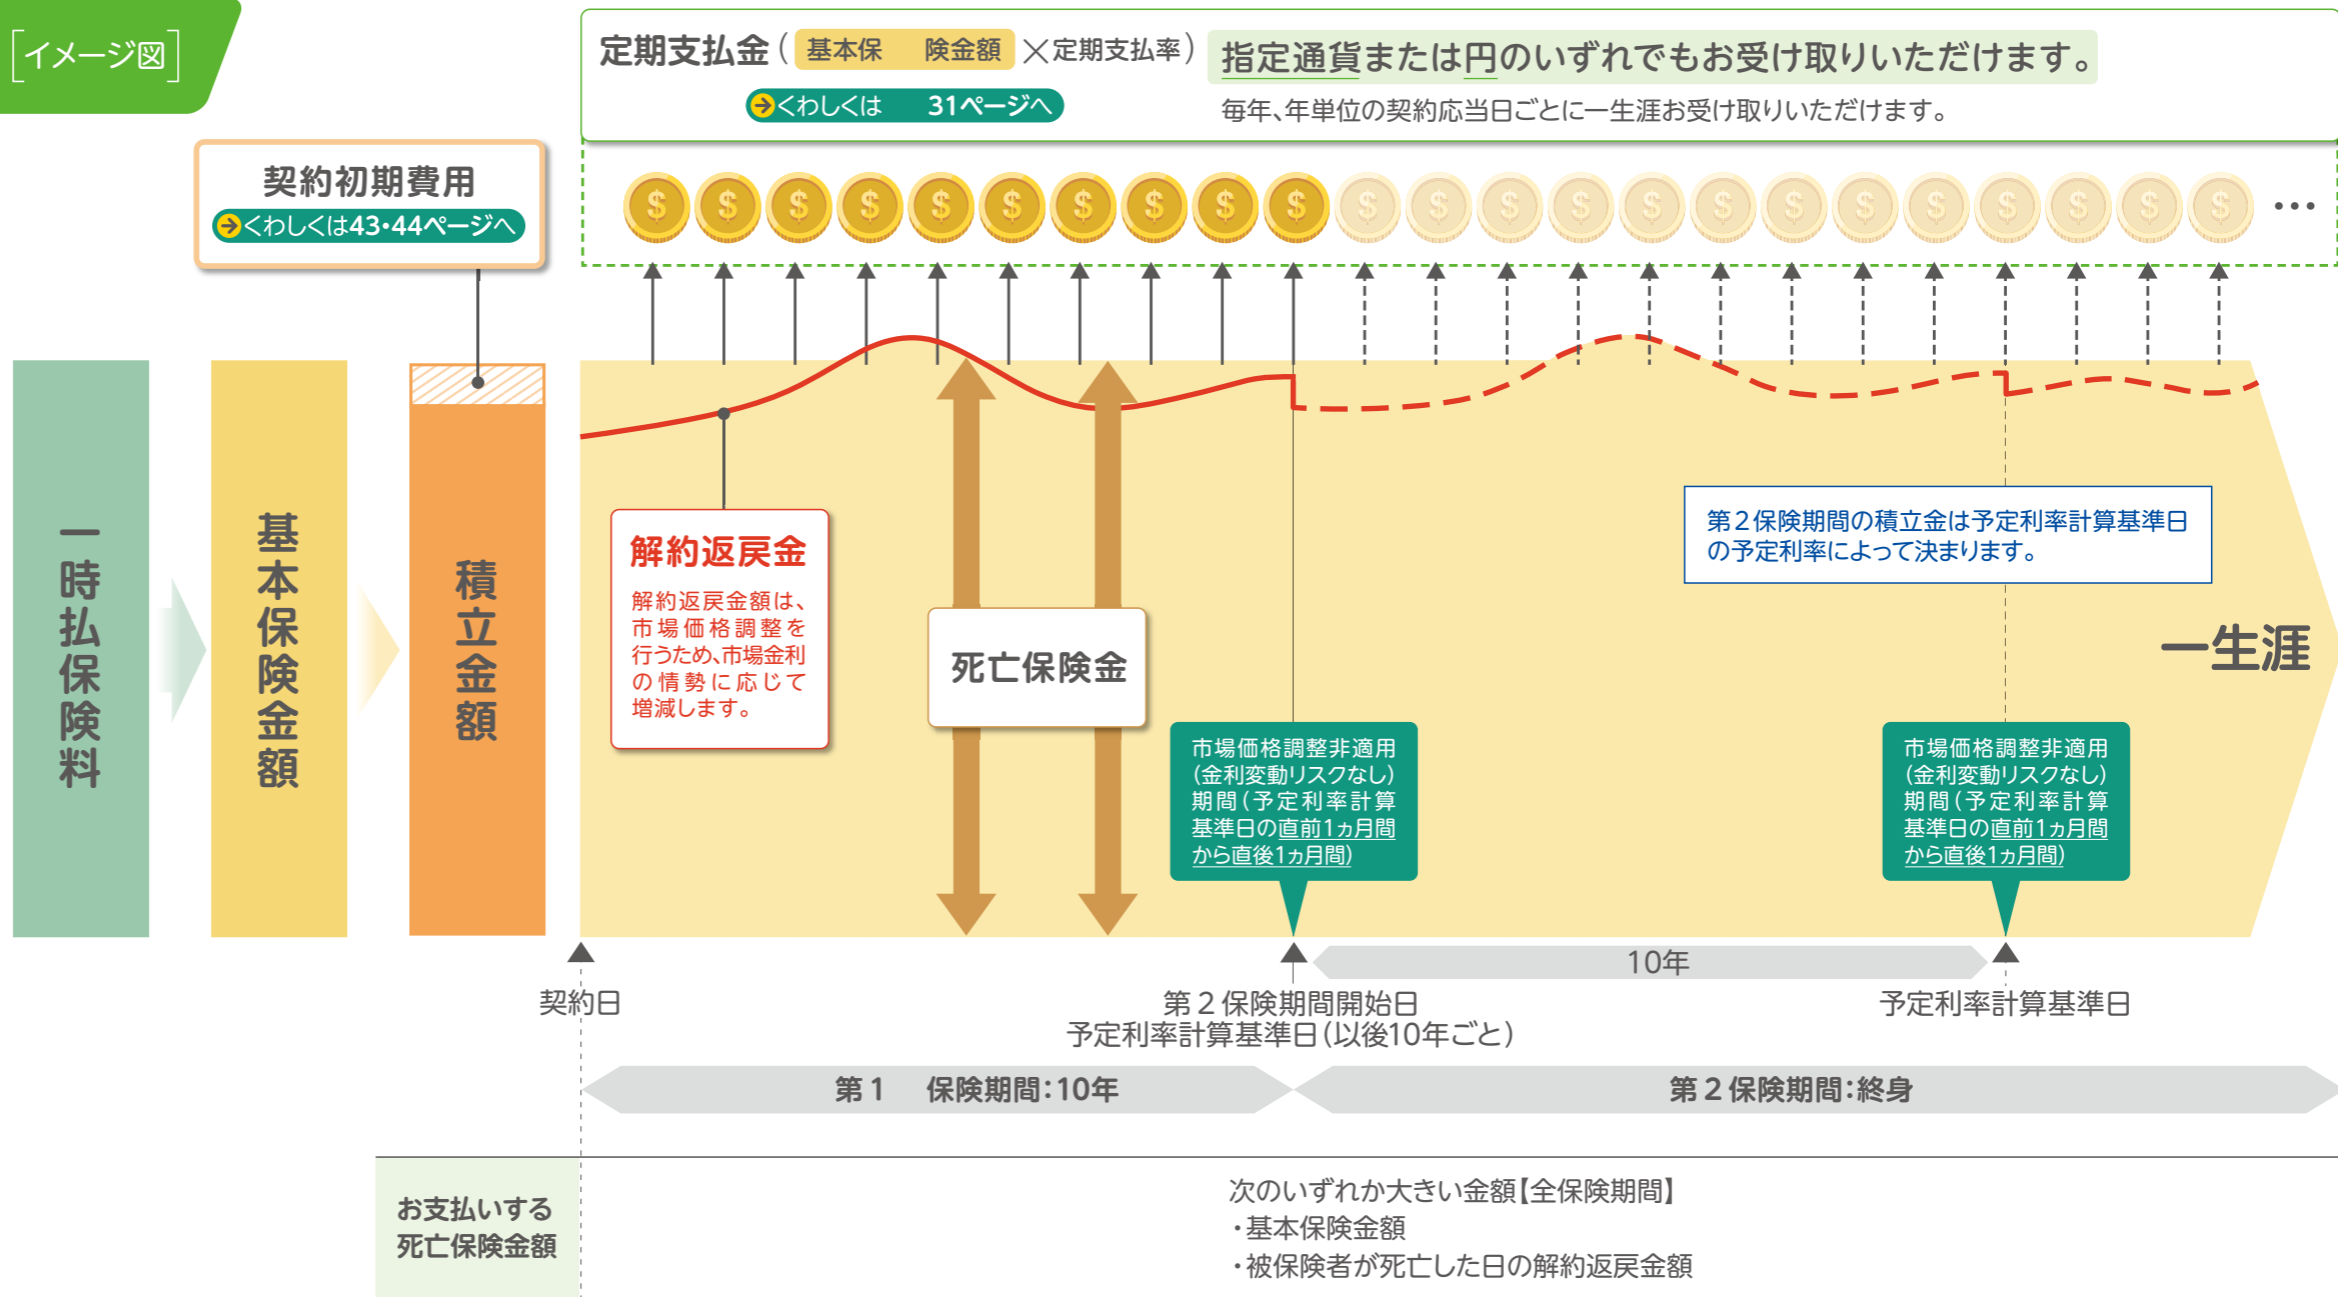 [イメージ図]
定期支払金(基本保 険金額×定期支払率)
くわしくは 31ページへ
指定通貨または円のいずれでもお受け取りいただけます。
毎年、年単位の契約応当日ごとに一生涯お受け取りいただけます。
契約初期費用
くわしくは43・44ページへ
$ $ $ $ $ $ $ $ $ $ $ $ $ $ $ $ $ $ $ $ $ $ $ …
一時払保険料
基本保険金額
積立金額
解約返戻金
解約返戻金額は、
市場価格調整を
行うため、市場金利
の情勢に応じて
増減します。
死亡保険金
第2保険期間の積立金は予定利率計算基準日
の予定利率によって決まります。
一生涯
市場価格調整非適用
(金利変動リスクなし)
期間(予定利率計算
基準日の直前1ヵ月間
から直後1ヵ月間)
市場価格調整非適用
(金利変動リスクなし)
期間(予定利率計算
基準日の直前1ヵ月間
から直後1ヵ月間)
10年
契約日
第2保険期間開始日
予定利率計算基準日(以後10年ごと)
予定利率計算基準日
第1 保険期間:10年
第2保険期間:終身
お支払いする
死亡保険金額
次のいずれか大きい金額【全保険期間】
・基本保険金額
・被保険者が死亡した日の解約返戻金額